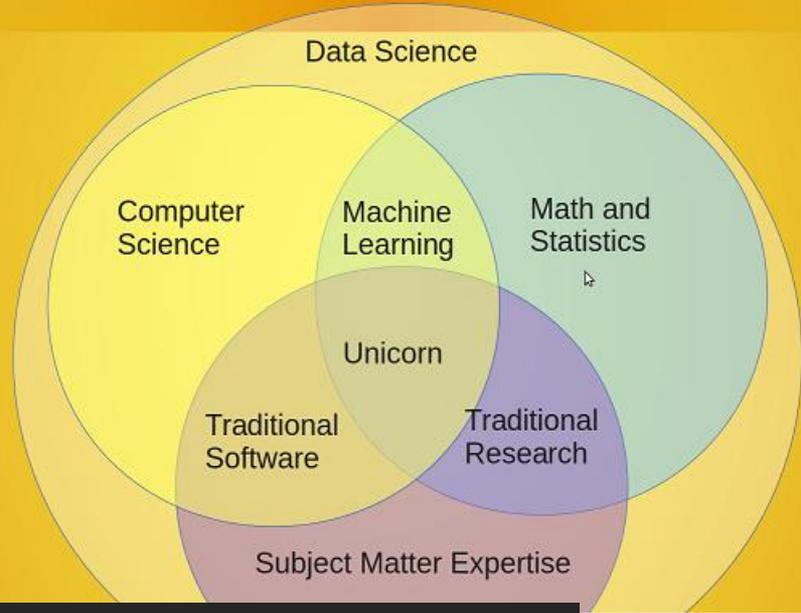 Data Science
Computer
Science
Machine
Learning
Math and
Statistics
Unicorn
Traditional
Software
Traditional
Research
Subject Matter Expertise